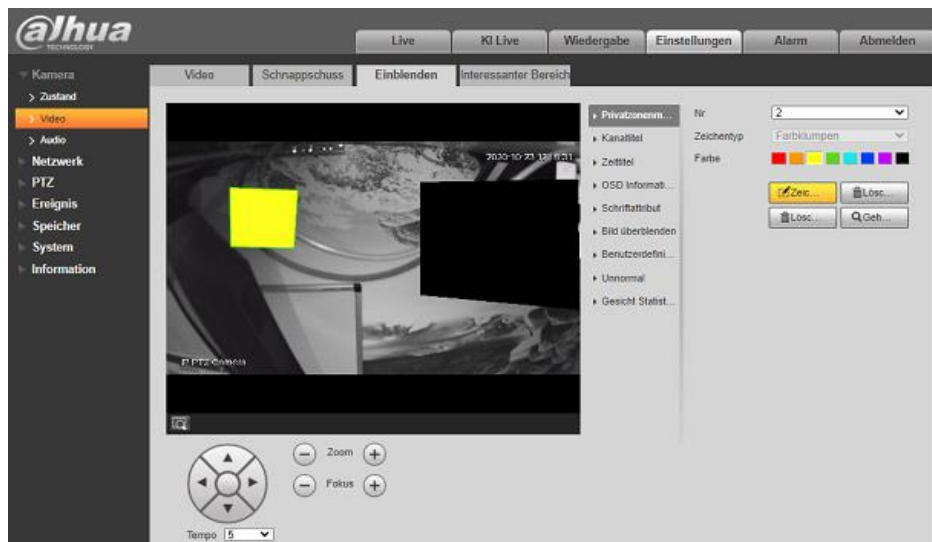 alhua
TECHNOLOGY
Live
KI Live
Wiedergabe
Einstellungen
Alarm
Abmelden
Kamera
Zustand
Video
Audio
Netzwerk
PTZ
Ereignis
Speicher
System
Information
Video
Schnappschuss
Einblenden
Interessanter Bereich
IP PTZ Camera
Privatzonenm...
Kanaltitel
Zeittitel
OSD Informati...
Schriftattribut
Bild überblenden
Benutzerdefini...
Unnormal
Gesicht Statist...
Nr 2
Zeichentyp Farbklumpen
Farbe
Zeic... Lösc...
Lösc... Geh...
Zoom
Fokus
Tempo 5